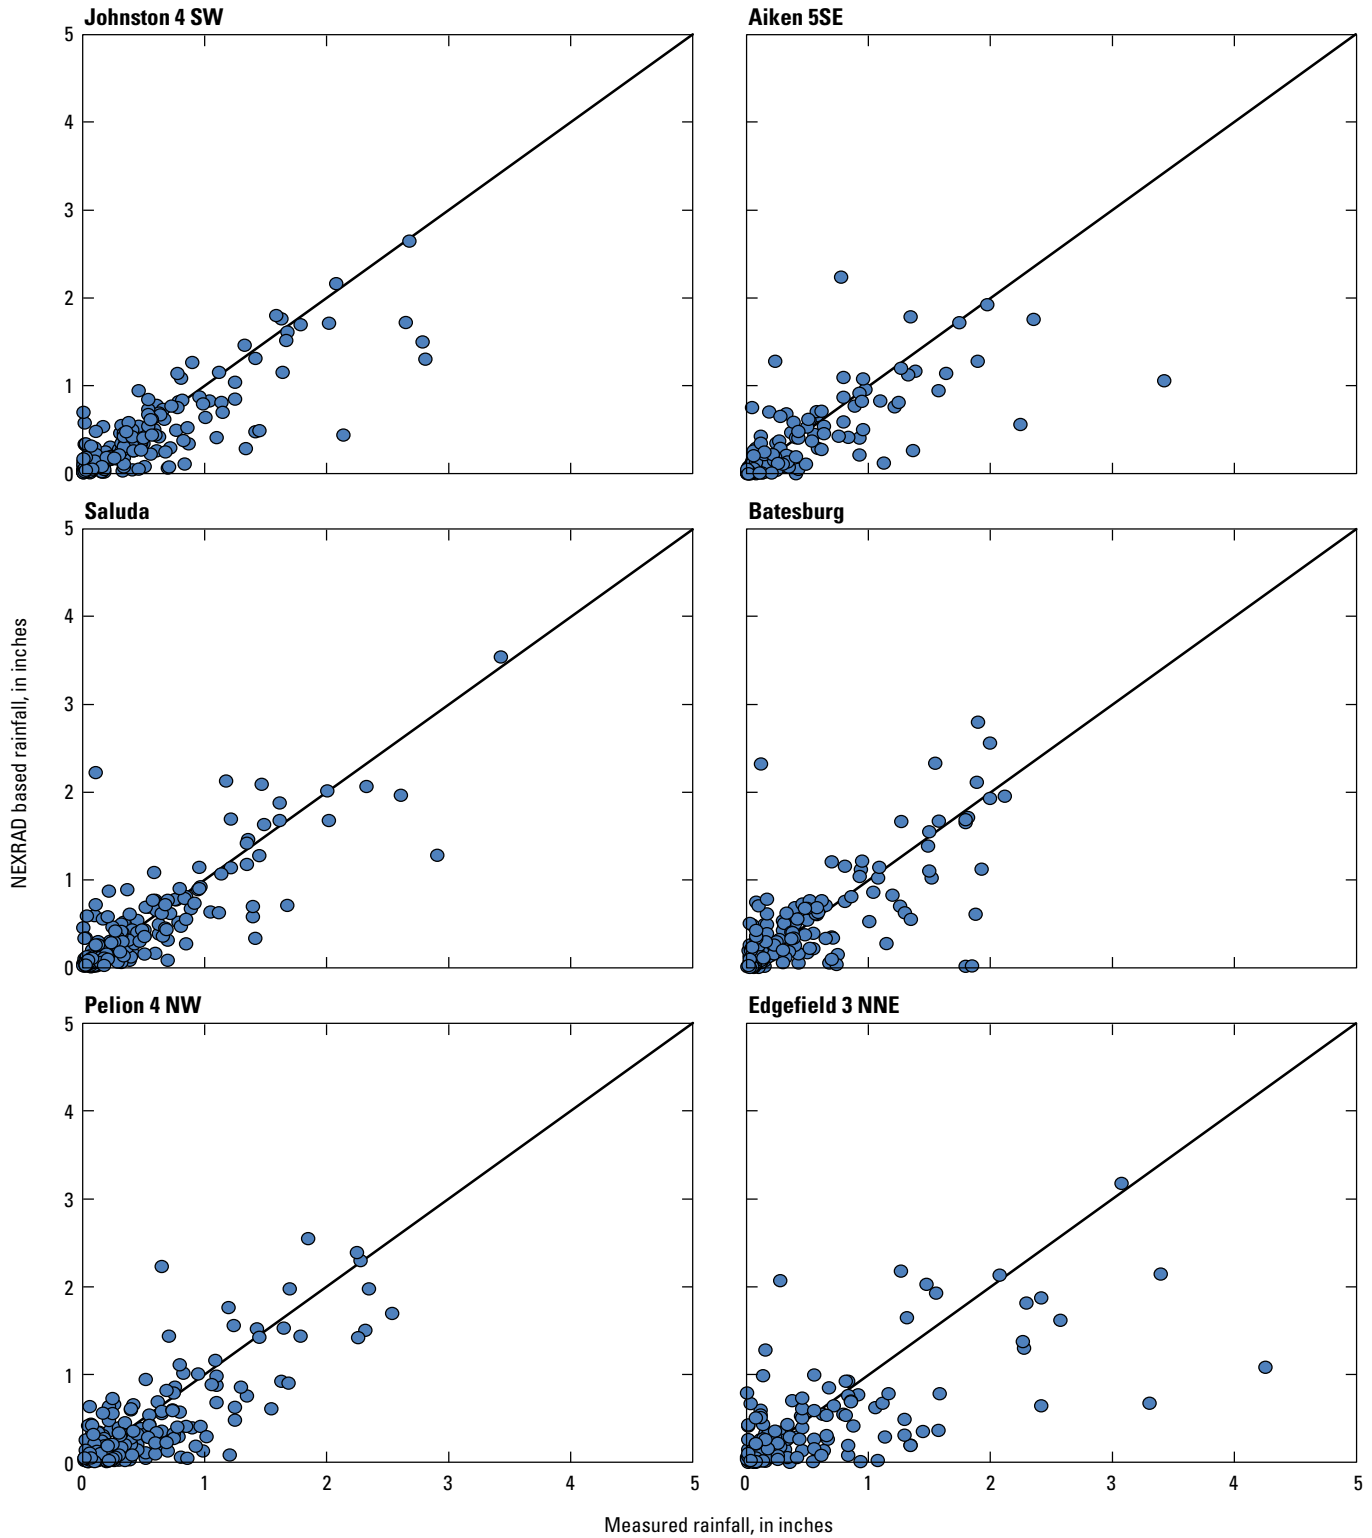 Johnston 4 SW
Aiken 5SE
5
4
3
2
1
0
Saluda
Batesburg
5
4
3
2
1
0
NEXRAD based rainfall, in inches
Pelion 4 NW
Edgefield 3 NNE
5
4
3
2
1
0
0 1 2 3 4 5
0 1 2 3 4 5
Measured rainfall, in inches